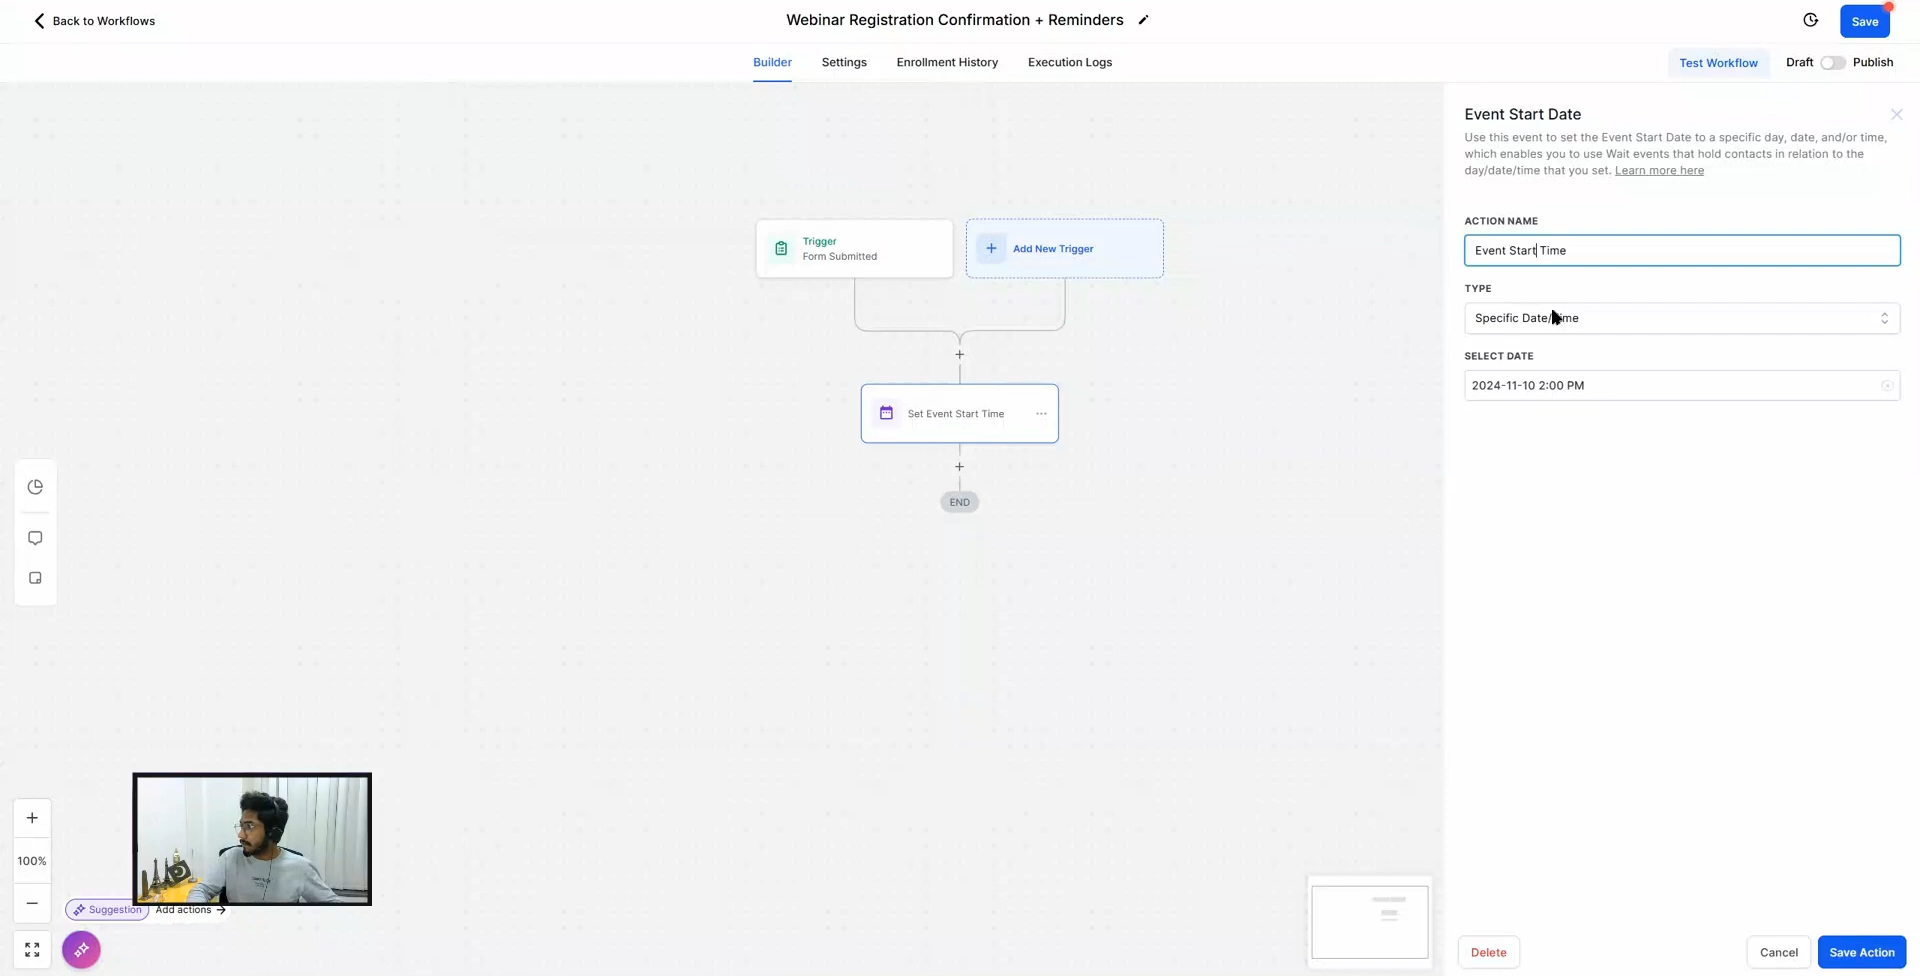 Back to Workflows
Webinar Registration Confirmation + Reminders
Save
Builder
Settings
Enrollment History
Execution Logs
Test Workflow
Draft
Publish
Event Start Date
Use this event to set the Event Start Date to a specific day, date, and/or time,
which enables you to use Wait events that hold contacts in relation to the
day/date/time that you set. Learn more here
ACTION NAME
Event Start Time
TYPE
Specific Date/Time
SELECT DATE
2024-11-10 2:00 PM
Trigger
Form Submitted
Add New Trigger
Set Event Start Time
END
100%
Suggestion
Add actions
Delete
Cancel
Save Action